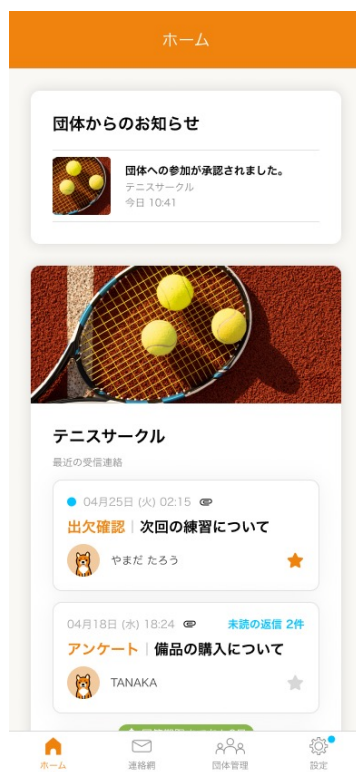 ホーム
団体からのお知らせ
団体への参加が承認されました。
テニスサークル
今日 10:41
テニスサークル
最近の受信連絡
04月25日 (火) 02:15
出欠確認 | 次回の練習について
やまだ たろう
04月18日 (水) 18:24 未読の返信 2件
アンケート | 備品の購入について
TANAKA
ホーム 連絡網 団体管理 設定